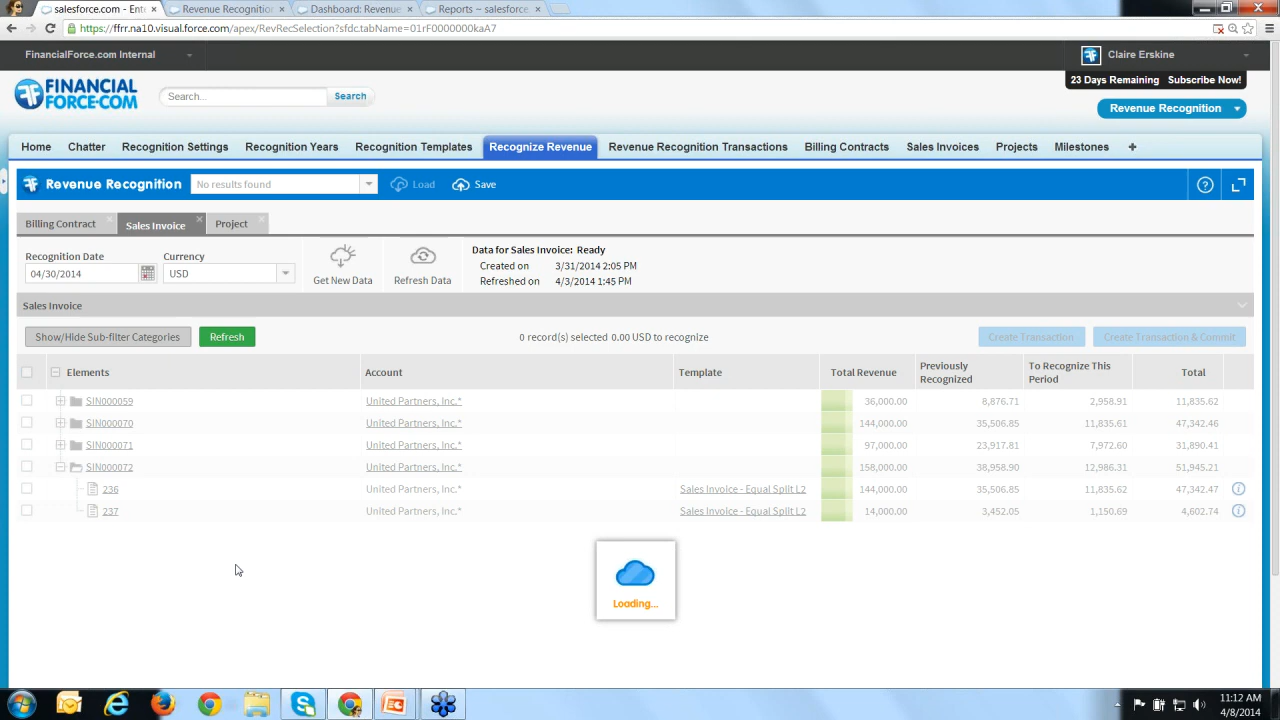 salesforce.com - Ente ×
Revenue Recognition ×
Dashboard: Revenue ×
Reports ~ salesforce. ×
https://ffrr.na10.visual.force.com/apex/RevRecSelection?sfdc.tabName=01rF0000000kaA7
FinancialForce.com Internal
Claire Erskine
23 Days Remaining Subscribe Now!
FINANCIAL
FORCE.COM
Search...
Search
Revenue Recognition
Home Chatter Recognition Settings Recognition Years Recognition Templates Recognize Revenue Revenue Recognition Transactions Billing Contracts Sales Invoices Projects Milestones +
Revenue Recognition No results found Load Save
Billing Contract Sales Invoice Project
Recognition Date Currency
04/30/2014 USD
Get New Data Refresh Data
Data for Sales Invoice: Ready
Created on 3/31/2014 2:05 PM
Refreshed on 4/3/2014 1:45 PM
Sales Invoice
Show/Hide Sub-filter Categories Refresh 0 record(s) selected 0.00 USD to recognize Create Transaction Create Transaction & Commit
Elements Account Template Total Revenue Previously Recognized To Recognize This Period Total
SIN000059 United Partners, Inc.* 36,000.00 8,876.71 2,958.91 11,835.62
SIN000070 United Partners, Inc.* 144,000.00 35,506.85 11,835.61 47,342.46
SIN000071 United Partners, Inc.* 97,000.00 23,917.81 7,972.60 31,890.41
SIN000072 United Partners, Inc.* 158,000.00 38,958.90 12,986.31 51,945.21
236 United Partners, Inc.* Sales Invoice - Equal Split L2 144,000.00 35,506.85 11,835.62 47,342.47
237 United Partners, Inc.* Sales Invoice - Equal Split L2 14,000.00 3,452.05 1,150.69 4,602.74
Loading...
11:12 AM
4/8/2014